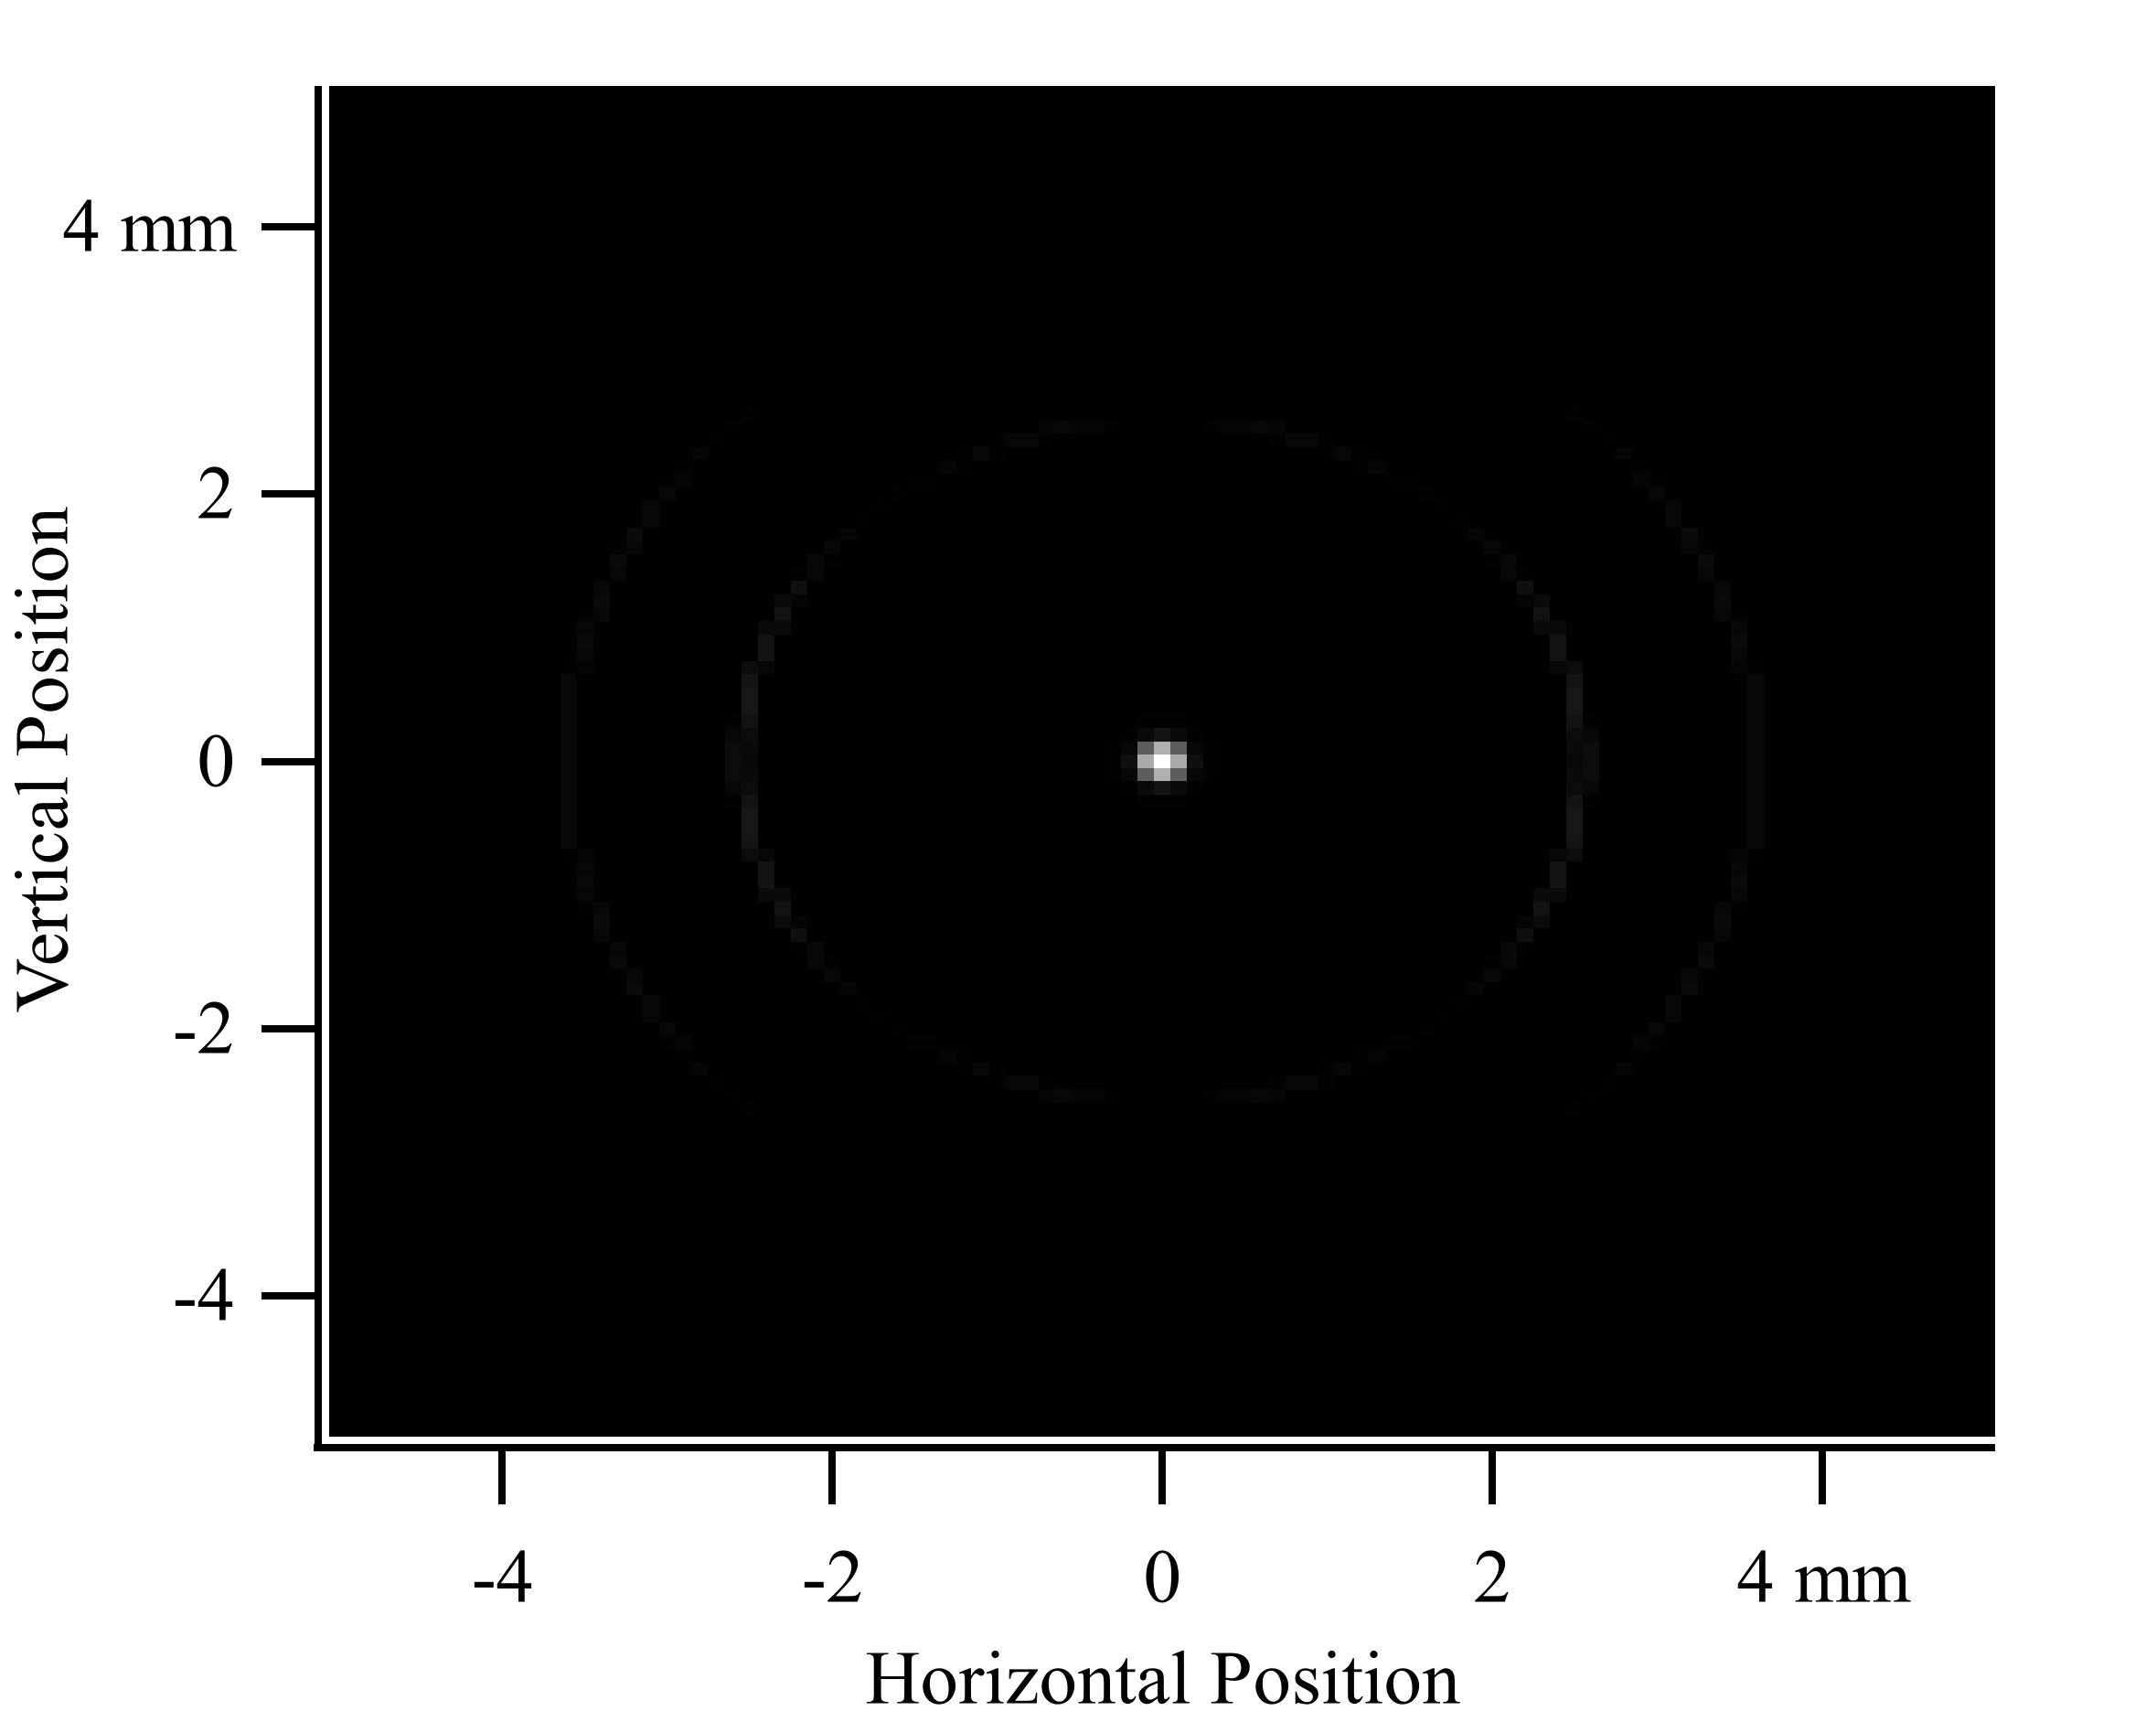 Vertical Position
4 mm
2
0
-2
-4
-4 -2 0 2 4 mm
Horizontal Position